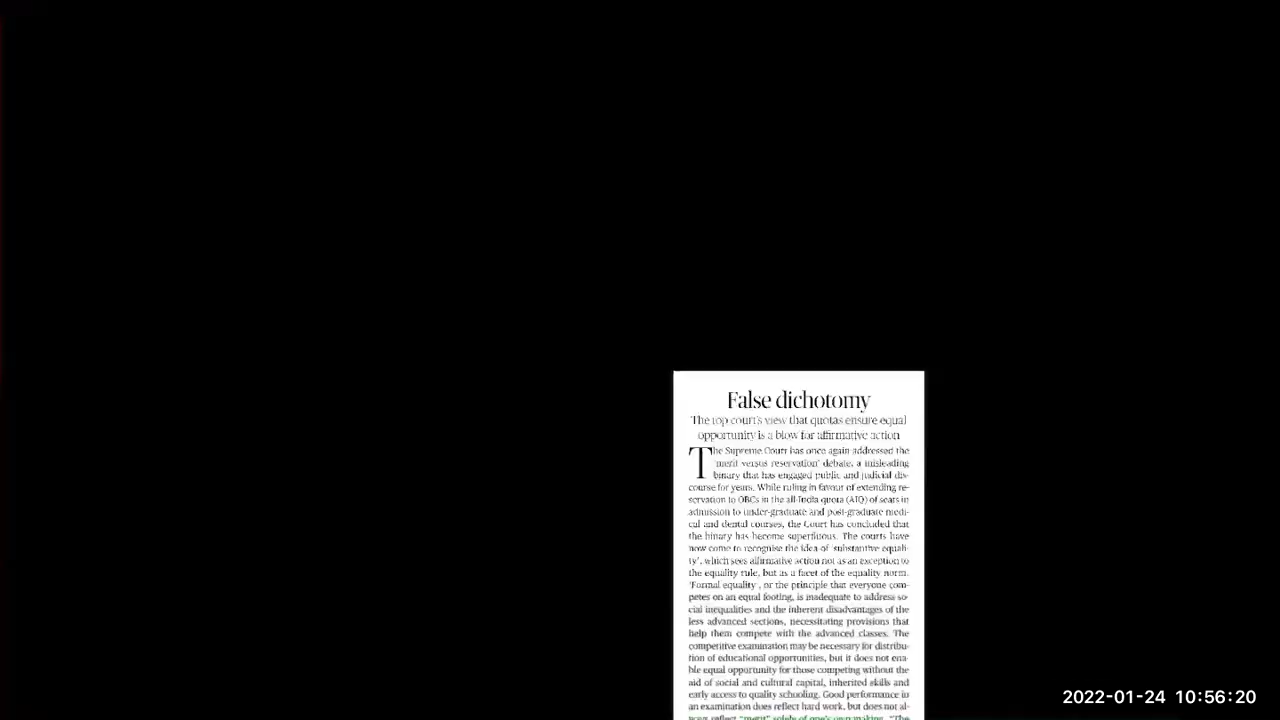 False dichotomy
The top court's view that quotas ensure equal
opportunity is a blow for affirmative action
The Supreme Court has once again addressed the
'merit versus reservation' debate, a misleading
binary that has engaged public and judicial dis-
course for years. While ruling in favour of extending re-
servation to OBCs in the all-India quota (AIQ) of seats in
admission to under-graduate and post-graduate medi-
cal and dental courses, the Court has concluded that
the binary has become superfluous. The courts have
now come to recognise the idea of 'substantive equali-
ty', which sees affirmative action not as an exception to
the equality rule, but as a facet of the equality norm.
'Formal equality', or the principle that everyone com-
petes on an equal footing, is inadequate to address so-
cial inequalities and the inherent disadvantages of the
less advanced sections, necessitating provisions that
help them compete with the advanced classes. The
competitive examination may be necessary for distribu-
tion of educational opportunities, but it does not ena-
ble equal opportunity for those competing without the
aid of social and cultural capital, inherited skills and
early access to quality schooling. Good performance in
an examination does reflect hard work, but does not al-
ways reflect "merit" solely of one's own making. "The
2022-01-24 10:56:20